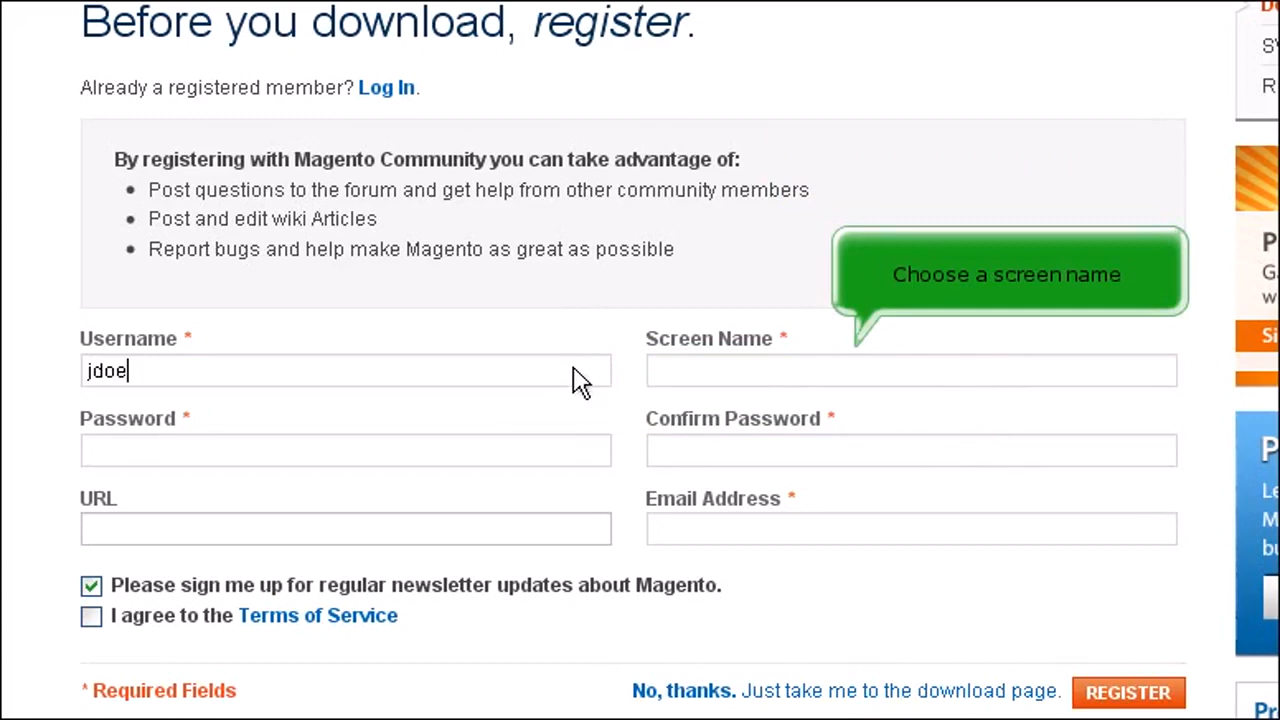 Before you download, register.
Already a registered member? Log In.
By registering with Magento Community you can take advantage of:
Post questions to the forum and get help from other community members
Post and edit wiki Articles
Report bugs and help make Magento as great as possible
Choose a screen name
Username *
Screen Name *
jdoe
Password *
Confirm Password *
URL
Email Address *
Please sign me up for regular newsletter updates about Magento.
I agree to the Terms of Service
* Required Fields
No, thanks. Just take me to the download page.
REGISTER